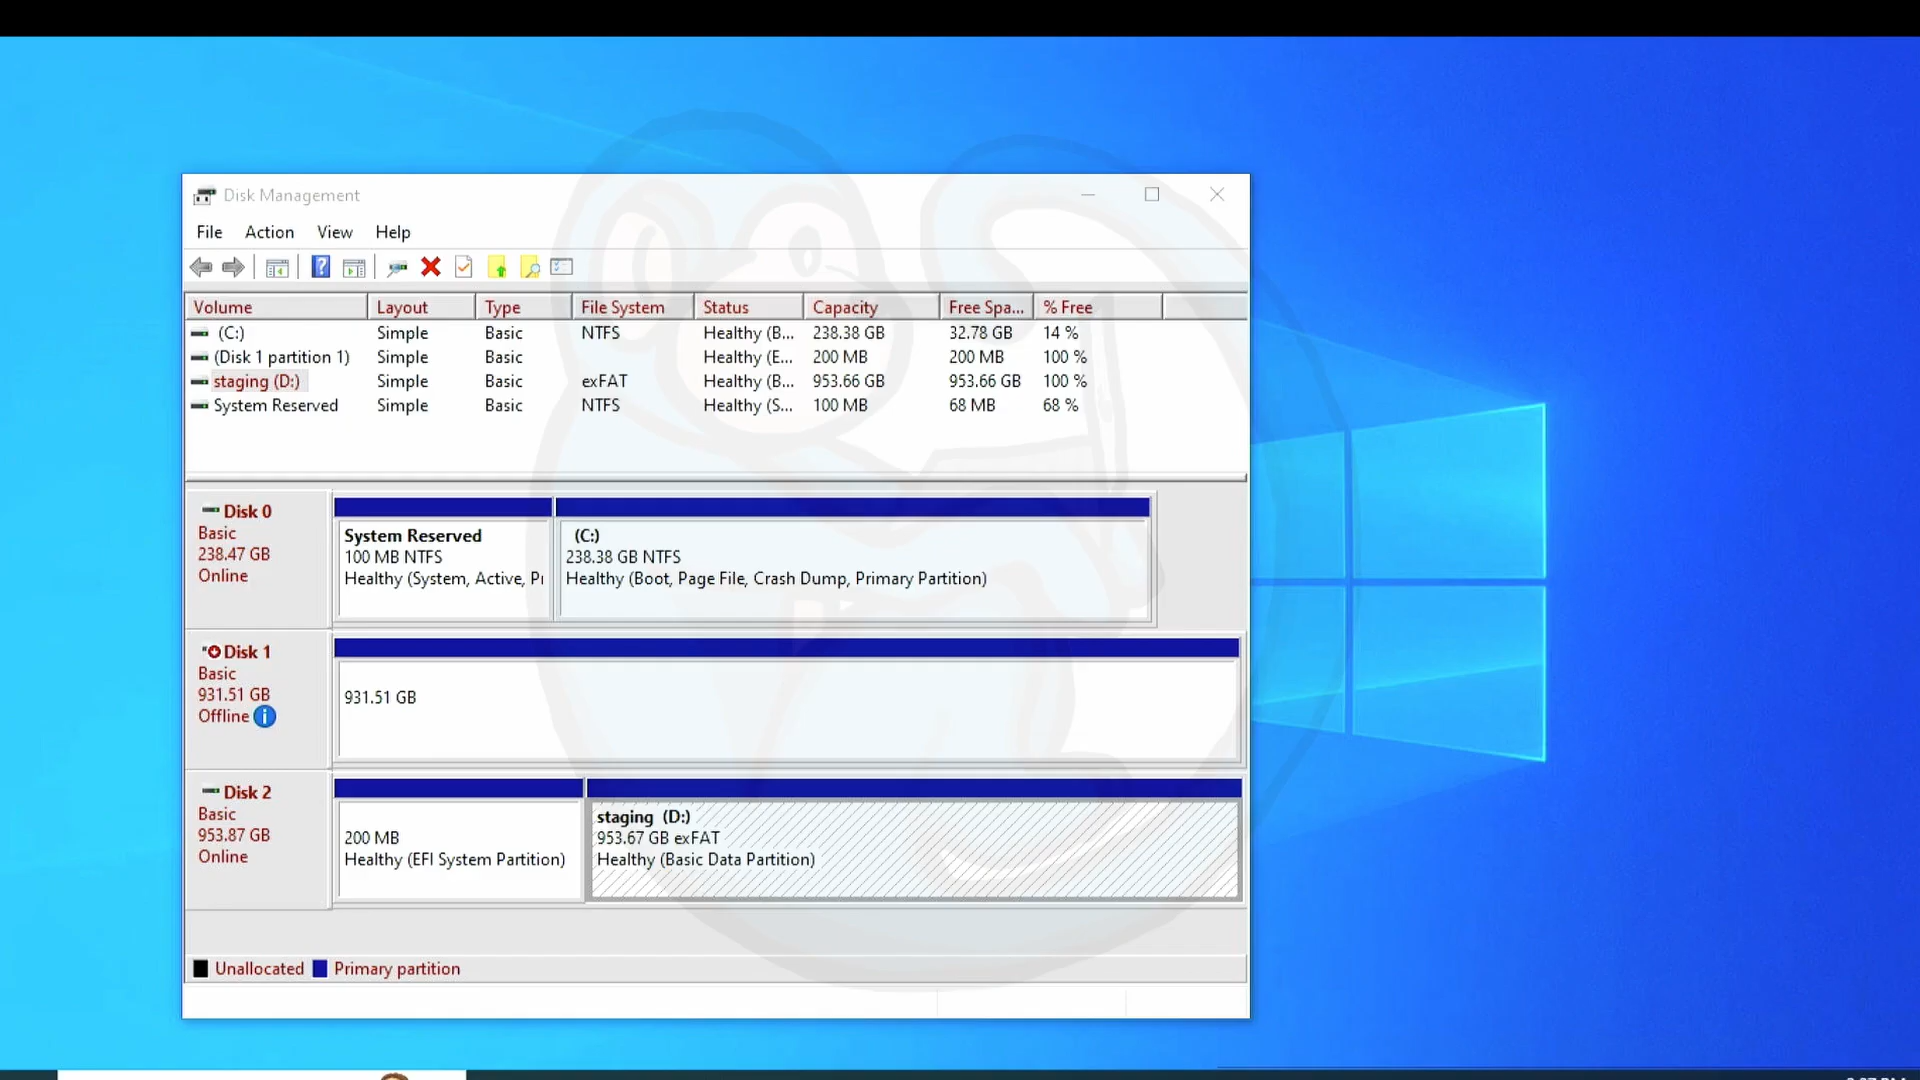 Disk Management
File Action View Help
Volume Layout Type File System Status Capacity Free Spa... % Free
(C:) Simple Basic NTFS Healthy (B... 238.38 GB 32.78 GB 14 %
(Disk 1 partition 1) Simple Basic Healthy (E... 200 MB 200 MB 100 %
staging (D:) Simple Basic exFAT Healthy (B... 953.66 GB 953.66 GB 100 %
System Reserved Simple Basic NTFS Healthy (S... 100 MB 68 MB 68 %
Disk 0
Basic
238.47 GB
Online
System Reserved
100 MB NTFS
Healthy (System, Active, Pr
(C:)
238.38 GB NTFS
Healthy (Boot, Page File, Crash Dump, Primary Partition)
Disk 1
Basic
931.51 GB
Offline
931.51 GB
Disk 2
Basic
953.87 GB
Online
200 MB
Healthy (EFI System Partition)
staging (D:)
953.67 GB exFAT
Healthy (Basic Data Partition)
Unallocated Primary partition